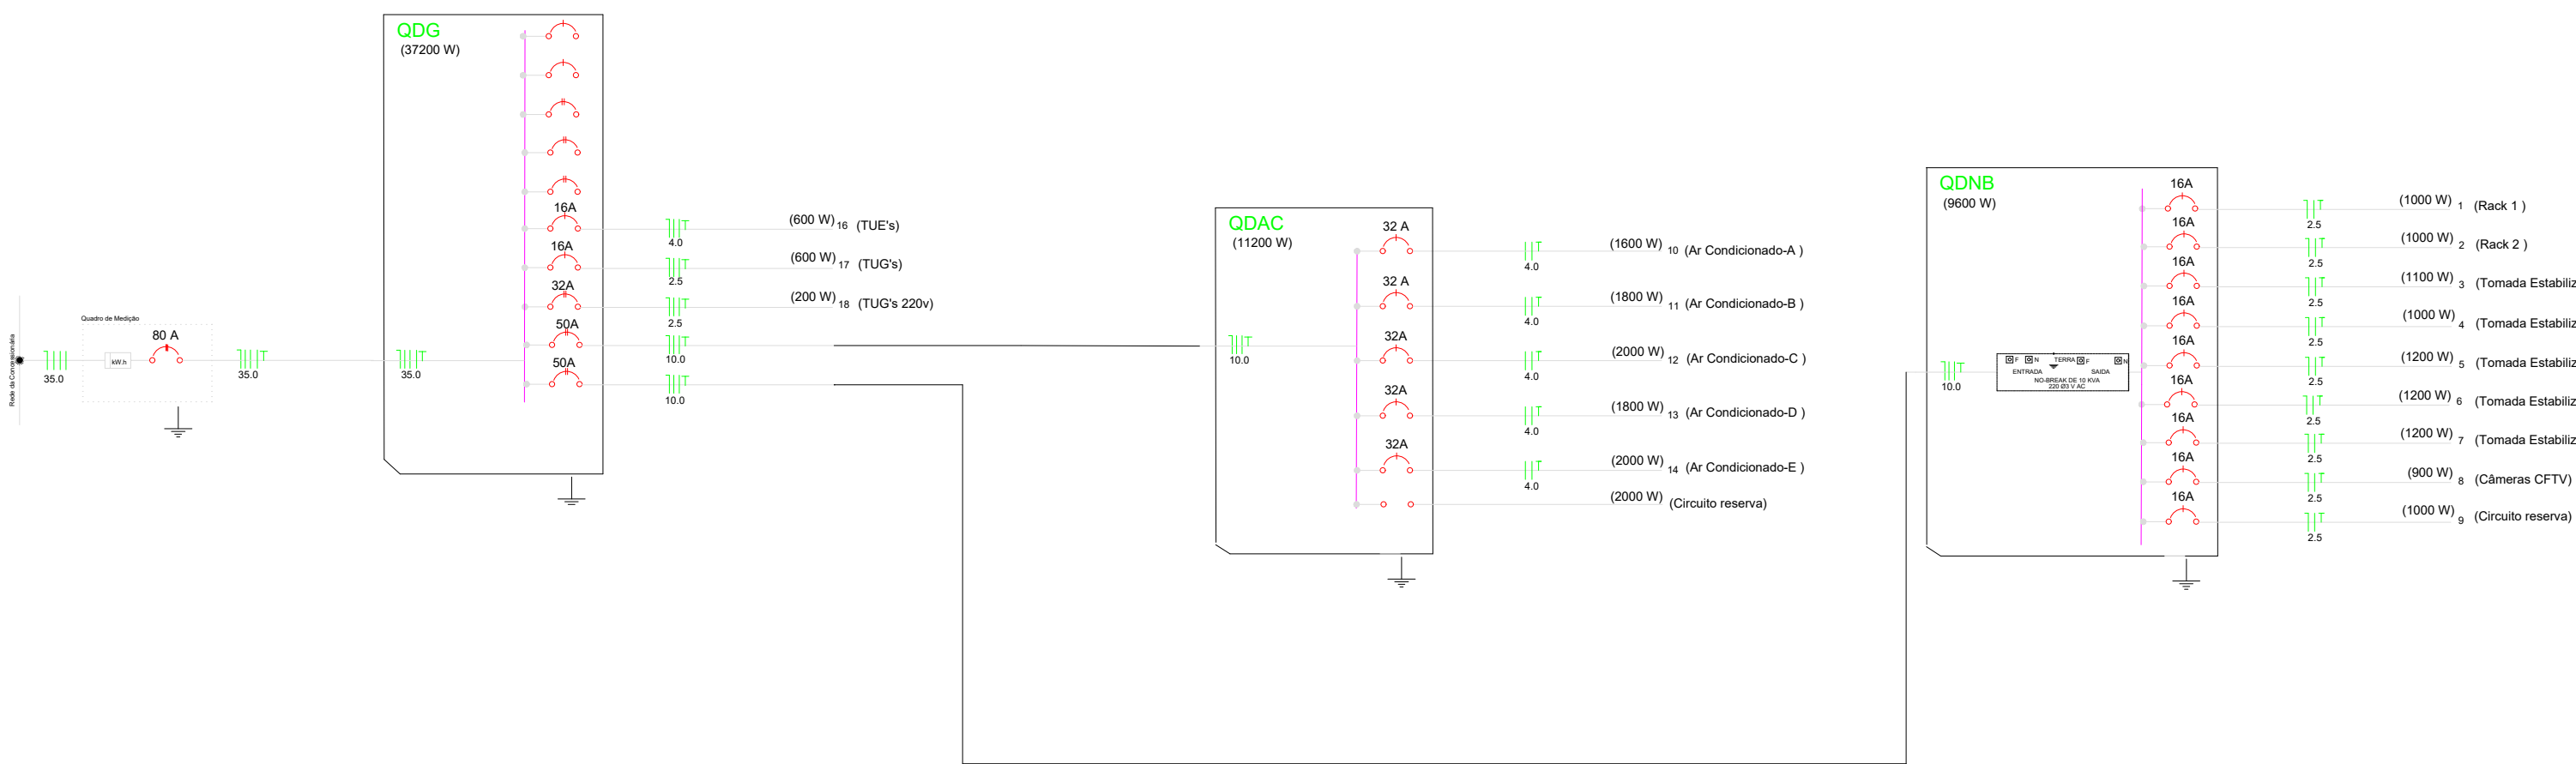 Rede da Concessionária
35.0
Quadro de Medição
80 A
kW.h
35.0
QDG
(37200 W)
35.0
16A
4.0
(600 W) 16 (TUE's)
16A
2.5
(600 W) 17 (TUG's)
32A
2.5
(200 W) 18 (TUG's 220v)
50A
10.0
50A
10.0
QDAC
(11200 W)
10.0
32 A
4.0
(1600 W) 10 (Ar Condicionado-A )
32 A
4.0
(1800 W) 11 (Ar Condicionado-B )
32A
4.0
(2000 W) 12 (Ar Condicionado-C )
32A
4.0
(1800 W) 13 (Ar Condicionado-D )
32A
4.0
(2000 W) 14 (Ar Condicionado-E )
(2000 W) (Circuito reserva)
QDNB
(9600 W)
10.0
F N TERRA F N
ENTRADA SAIDA
NO-BREAK DE 10 KVA
220 Ø3 V AC
16A
2.5
(1000 W) 1 (Rack 1 )
16A
2.5
(1000 W) 2 (Rack 2 )
16A
2.5
(1100 W) 3 (Tomada Estabiliz
16A
2.5
(1000 W) 4 (Tomada Estabiliz
16A
2.5
(1200 W) 5 (Tomada Estabiliz
16A
2.5
(1200 W) 6 (Tomada Estabiliz
16A
2.5
(1200 W) 7 (Tomada Estabiliz
16A
2.5
(900 W) 8 (Câmeras CFTV)
16A
2.5
(1000 W) 9 (Circuito reserva)